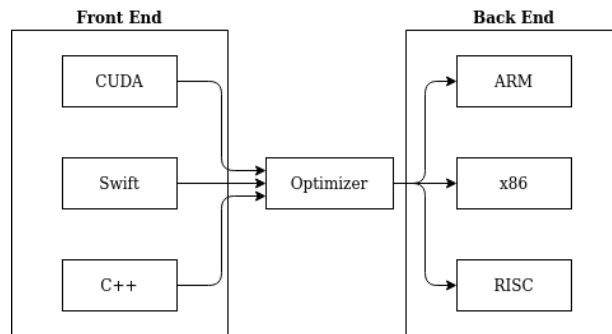 Front End
CUDA
Swift
C++
Optimizer
Back End
ARM
x86
RISC